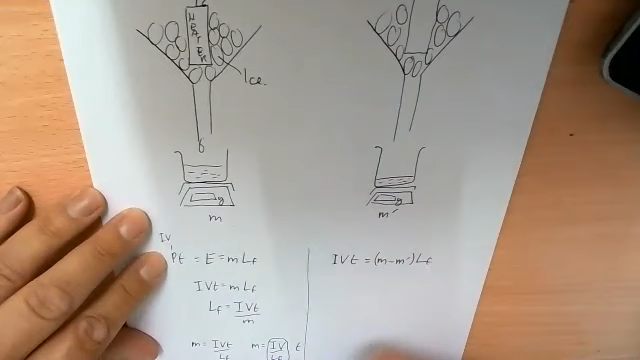 HEATER
Ice.
g
g
m
m'
IV
Pt = E = mLf
IVt = mLf
Lf = IVt/m
m = IVt/Lf   m = (IV/Lf) t
IVt = (m-m')Lf